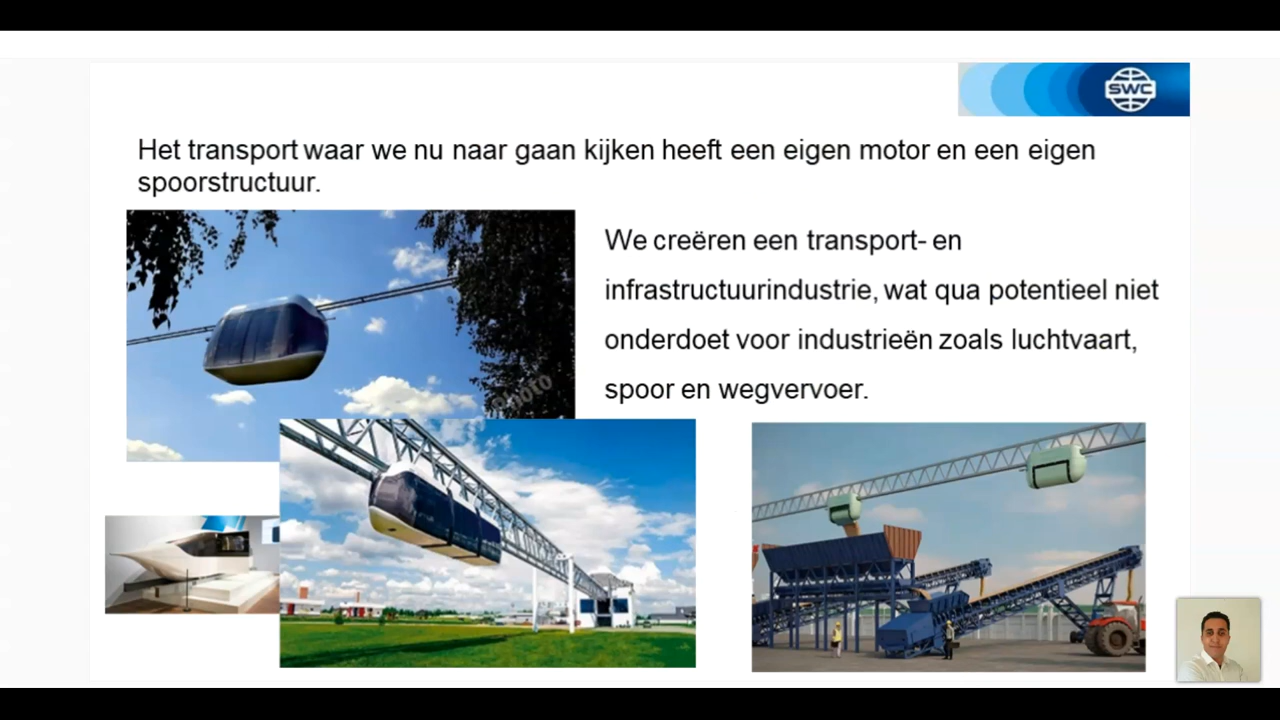 SWC
Het transport waar we nu naar gaan kijken heeft een eigen motor en een eigen
spoorstructuur.
We creëren een transport- en
infrastructuurindustrie, wat qua potentieel niet
onderdoet voor industrieën zoals luchtvaart,
spoor en wegvervoer.